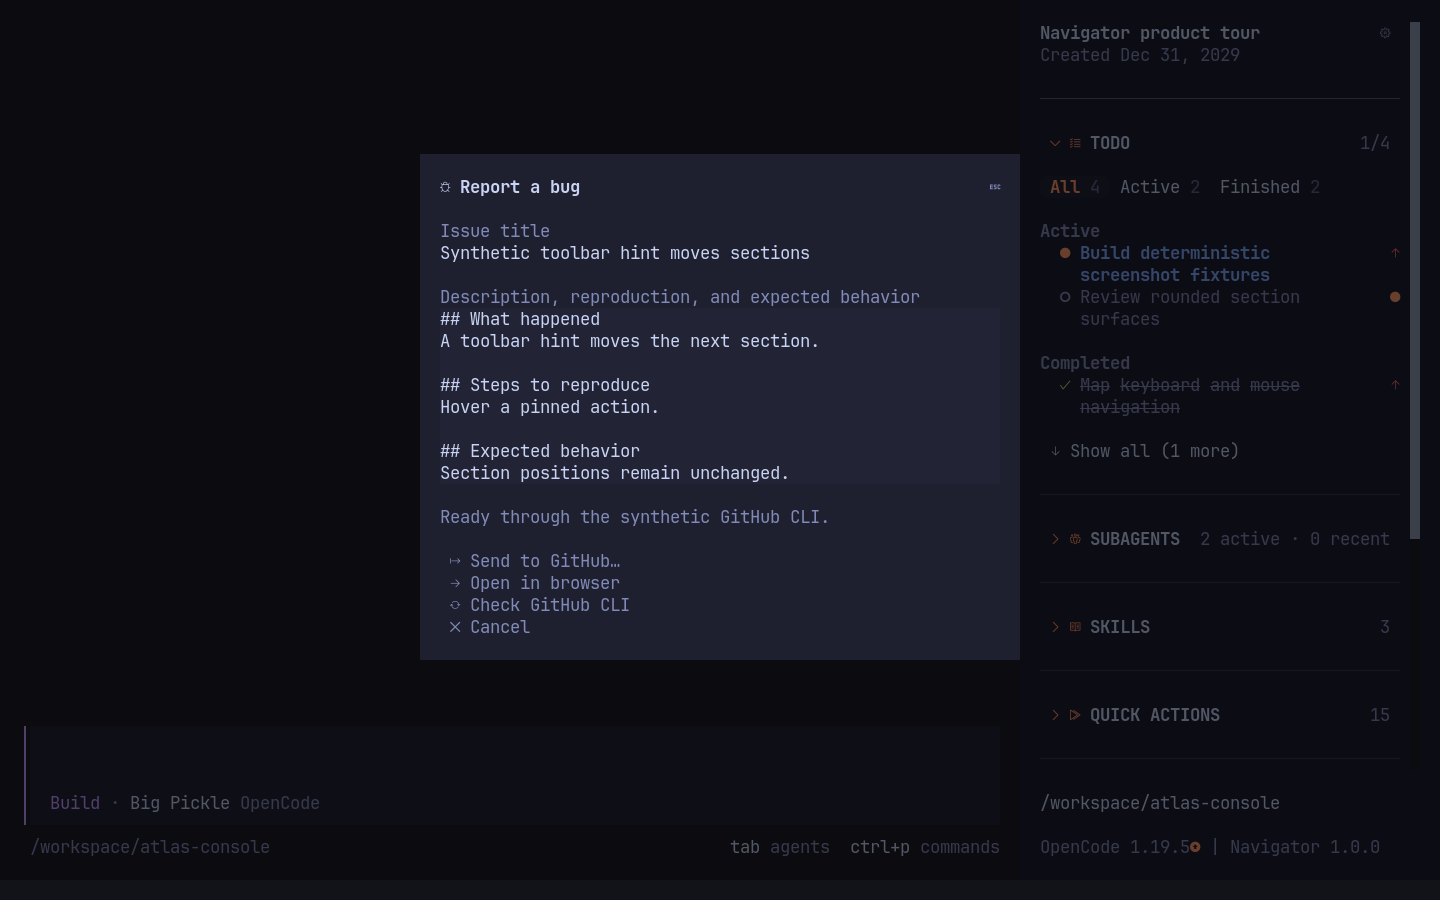 Navigator product tour
Created Dec 31, 2029
TODO 1/4
All 4 Active 2 Finished 2
Active
Build deterministic
screenshot fixtures
Review rounded section
surfaces
Completed
Map keyboard and mouse
navigation
Show all (1 more)
SUBAGENTS 2 active · 0 recent
SKILLS 3
QUICK ACTIONS 15
/workspace/atlas-console
OpenCode 1.19.5 | Navigator 1.0.0
Report a bug ESC
Issue title
Synthetic toolbar hint moves sections
Description, reproduction, and expected behavior
## What happened
A toolbar hint moves the next section.
## Steps to reproduce
Hover a pinned action.
## Expected behavior
Section positions remain unchanged.
Ready through the synthetic GitHub CLI.
Send to GitHub…
Open in browser
Check GitHub CLI
Cancel
Build · Big Pickle OpenCode
/workspace/atlas-console
tab agents ctrl+p commands